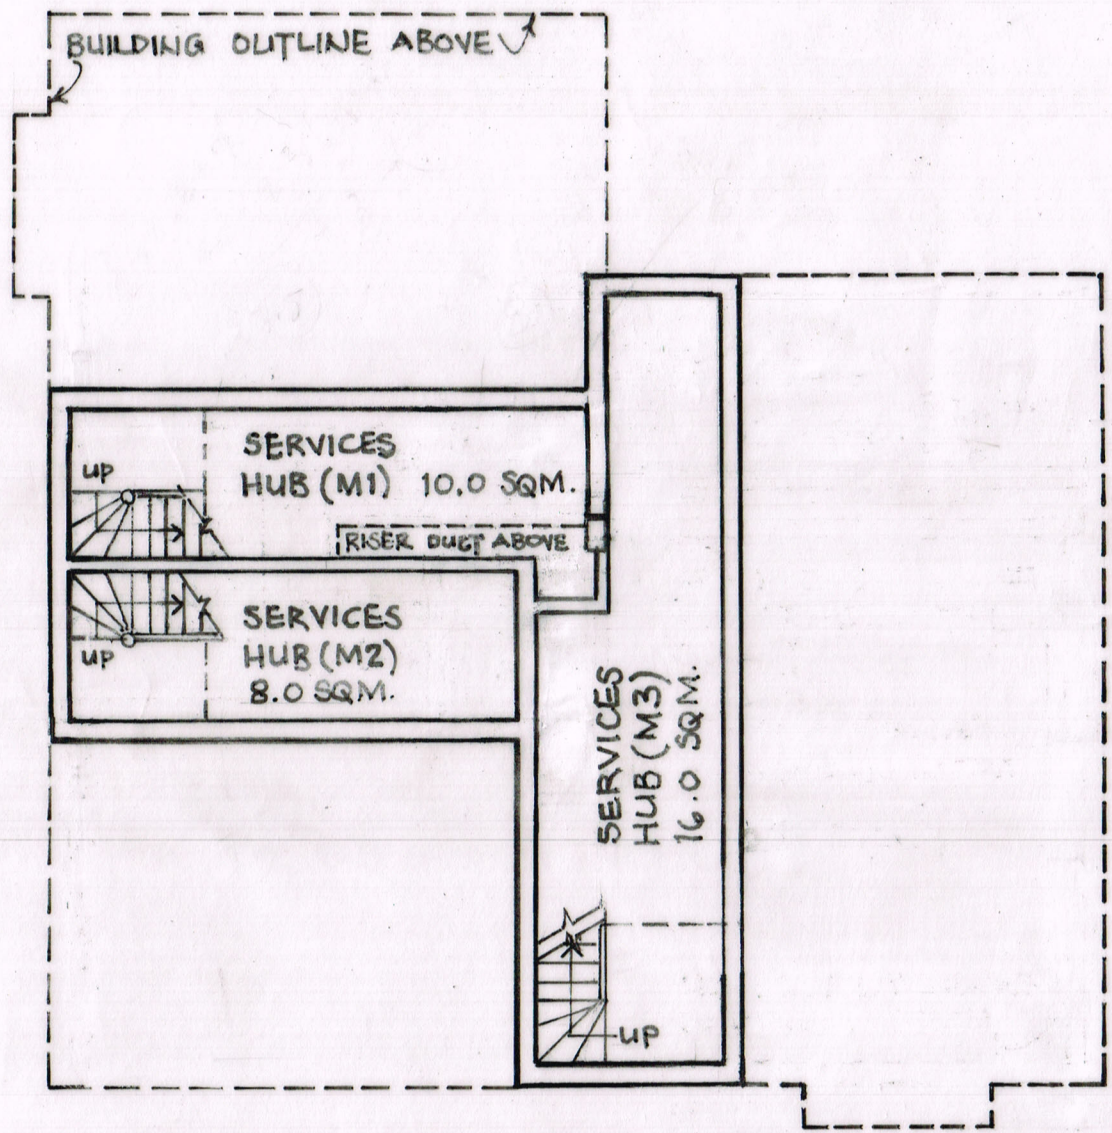 BUILDING OUTLINE ABOVE
SERVICES
HUB (M1) 10.0 SQM.
UP
RISER DUCT ABOVE
SERVICES
HUB (M2)
8.0 SQM.
UP
SERVICES
HUB (M3)
16.0 SQM.
UP